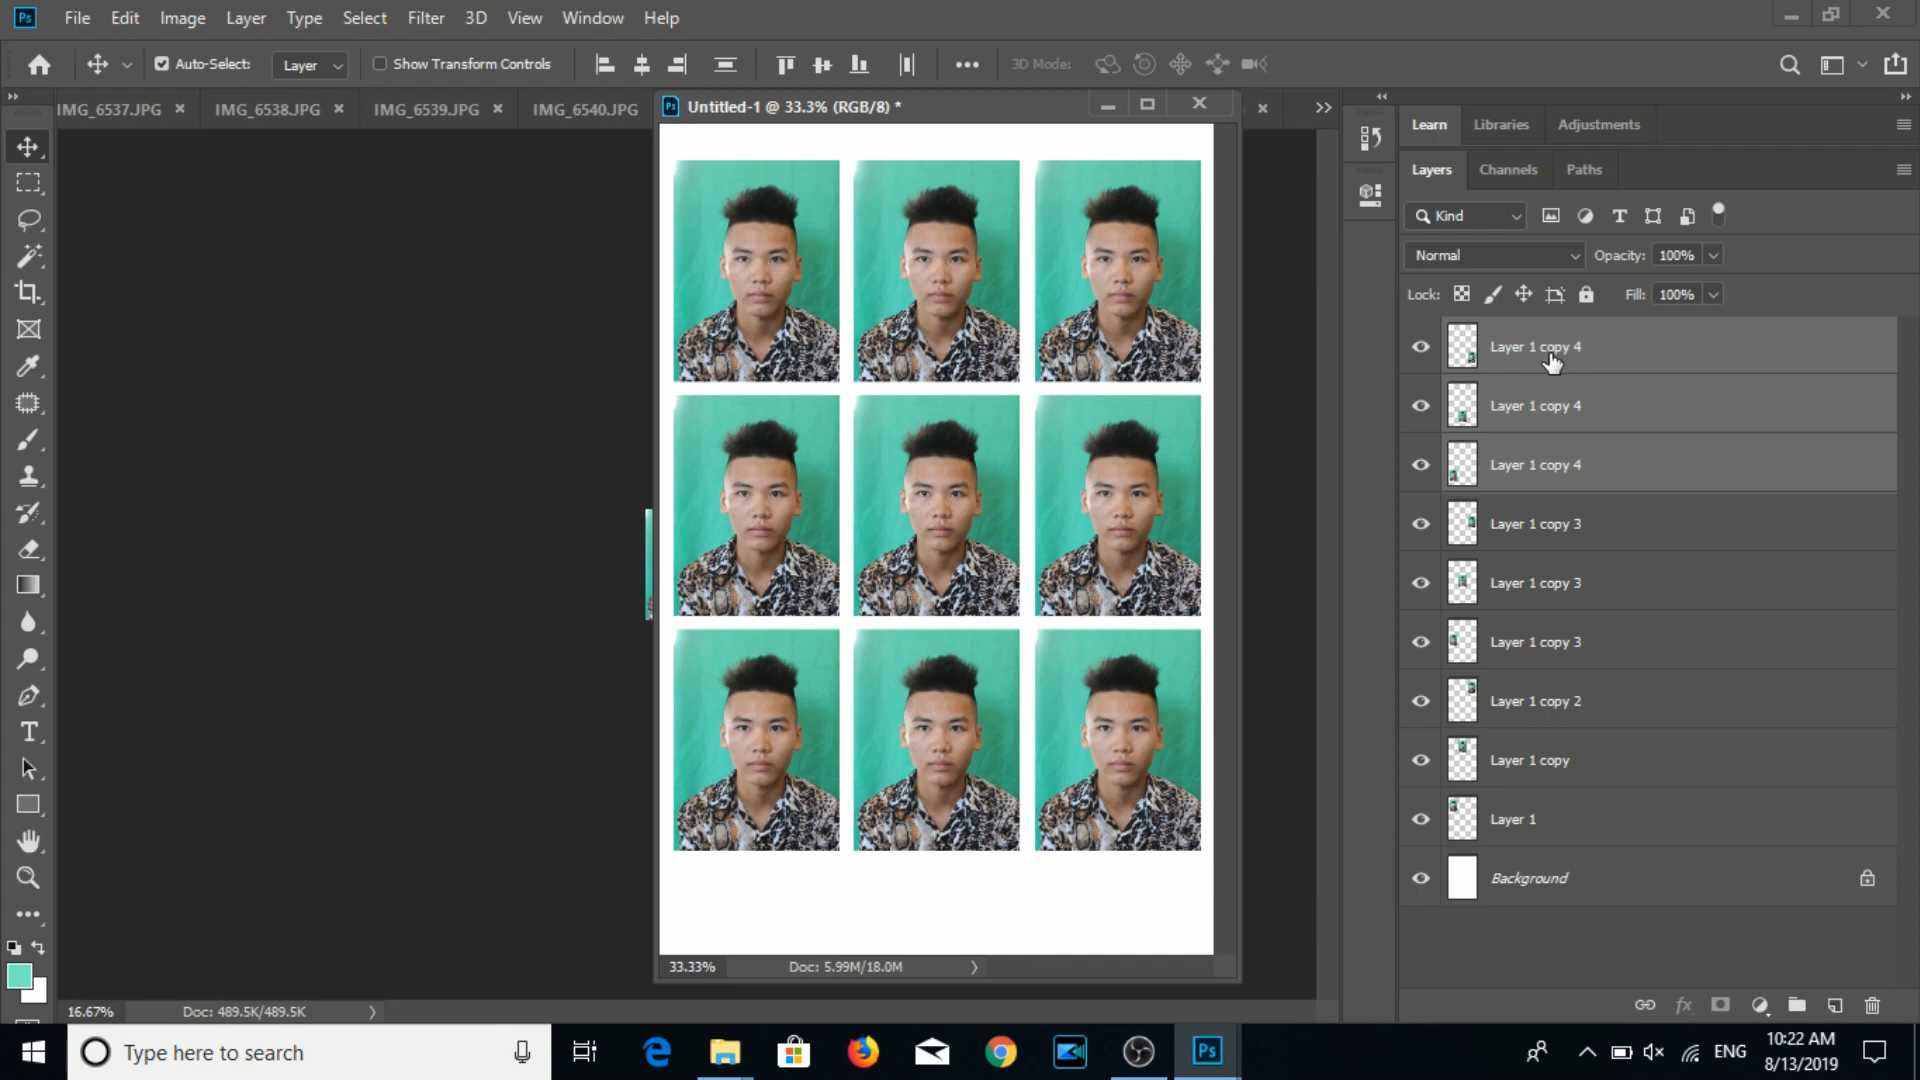 Ps File Edit Image Layer Type Select Filter 3D View Window Help
Auto-Select: Layer Show Transform Controls 3D Mode:
IMG_6537.JPG IMG_6538.JPG IMG_6539.JPG IMG_6540.JPG
Ps Untitled-1 @ 33.3% (RGB/8) *
Learn Libraries Adjustments
Layers Channels Paths
Kind
Normal Opacity: 100%
Lock: Fill: 100%
Layer 1 copy 4
Layer 1 copy 4
Layer 1 copy 4
Layer 1 copy 3
Layer 1 copy 3
Layer 1 copy 3
Layer 1 copy 2
Layer 1 copy
Layer 1
Background
33.33% Doc: 5.99M/18.0M
16.67% Doc: 489.5K/489.5K
Type here to search
Ps
ENG
10:22 AM
8/13/2019